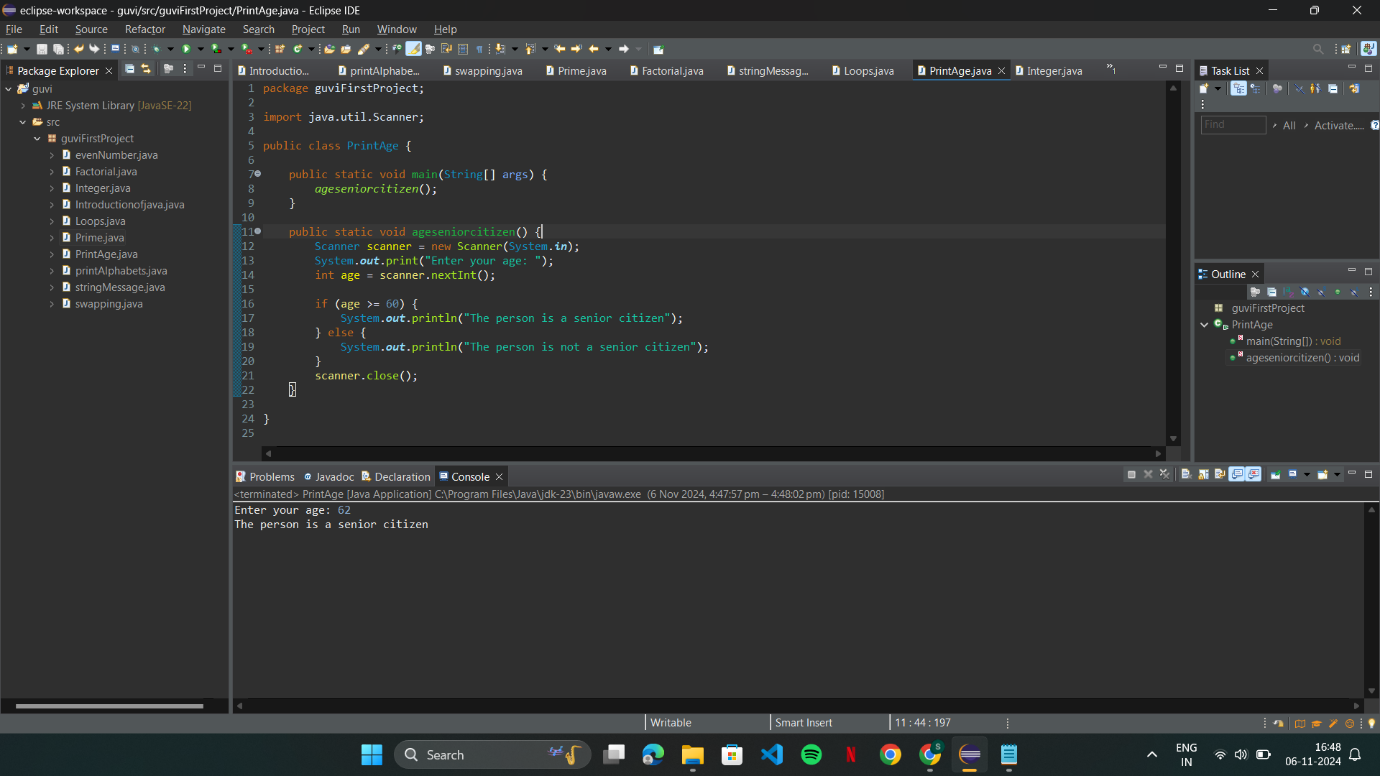 eclipse-workspace - guvi/src/guviFirstProject/PrintAge.java - Eclipse IDE
File Edit Source Refactor Navigate Search Project Run Window Help
Package Explorer
guvi
JRE System Library [JavaSE-22]
src
guviFirstProject
evenNumber.java
Factorial.java
Integer.java
Introductionofjava.java
Loops.java
Prime.java
PrintAge.java
printAlphabets.java
stringMessage.java
swapping.java
Introductio... printAlphabe... swapping.java Prime.java Factorial.java stringMessag... Loops.java PrintAge.java Integer.java »1
1 package guviFirstProject;
2
3 import java.util.Scanner;
4
5 public class PrintAge {
6
7 public static void main(String[] args) {
8 ageseniorcitizen();
9 }
10
11 public static void ageseniorcitizen() {
12 Scanner scanner = new Scanner(System.in);
13 System.out.print("Enter your age: ");
14 int age = scanner.nextInt();
15
16 if (age >= 60) {
17 System.out.println("The person is a senior citizen");
18 } else {
19 System.out.println("The person is not a senior citizen");
20 }
21 scanner.close();
22 }
23
24 }
25
Task List
Find All Activate.....
Outline
guviFirstProject
PrintAge
main(String[]) : void
ageseniorcitizen() : void
Problems Javadoc Declaration Console
<terminated> PrintAge [Java Application] C:\Program Files\Java\jdk-23\bin\javaw.exe (6 Nov 2024, 4:47:57 pm – 4:48:02 pm) [pid: 15008]
Enter your age: 62
The person is a senior citizen
Writable Smart Insert 11 : 44 : 197
Search
ENG
IN
16:48
06-11-2024